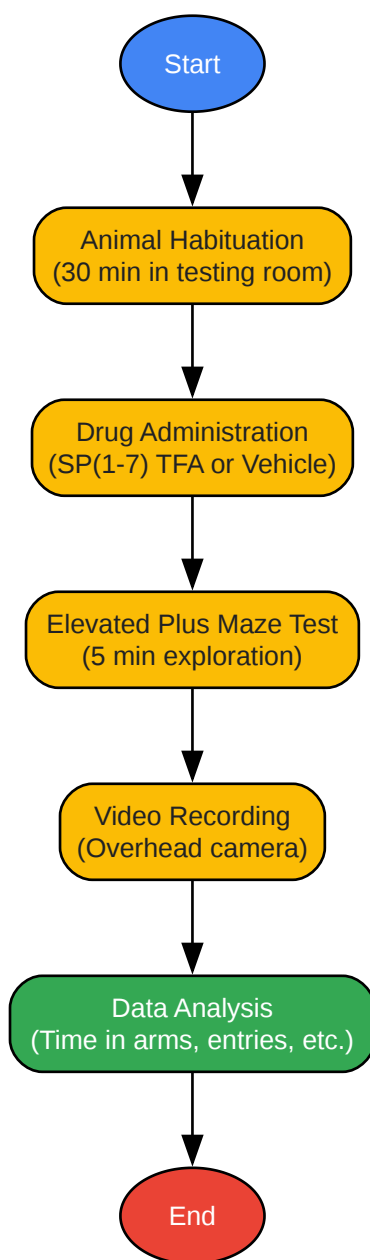 Start
Animal Habituation
(30 min in testing room)
Drug Administration
(SP(1-7) TFA or Vehicle)
Elevated Plus Maze Test
(5 min exploration)
Video Recording
(Overhead camera)
Data Analysis
(Time in arms, entries, etc.)
End